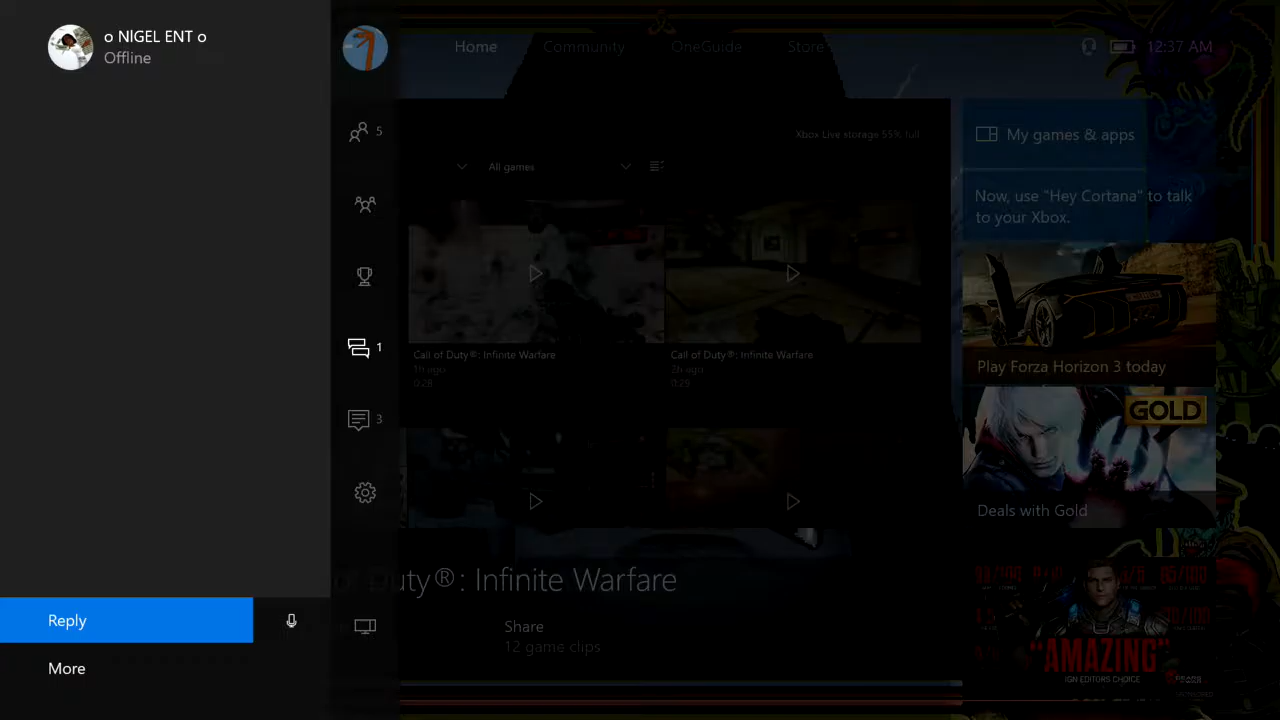 o NIGEL ENT o
Offline
Home
Community
OneGuide
Store
12:37 AM
5
Xbox Live storage 55% full
My games & apps
All games
Now, use "Hey Cortana" to talk
to your Xbox.
1
Call of Duty®: Infinite Warfare
1h ago
0:28
Call of Duty®: Infinite Warfare
2h ago
0:29
Play Forza Horizon 3 today
3
GOLD
Deals with Gold
of Duty®: Infinite Warfare
Reply
Share
12 game clips
More
"AMAZING"
IGN EDITORS CHOICE